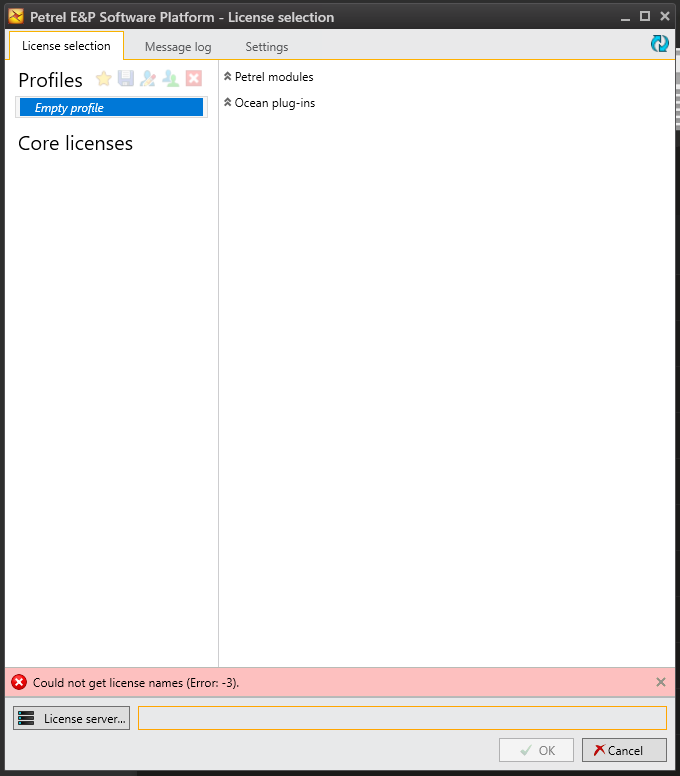 Petrel E&P Software Platform - License selection
License selection
Message log
Settings
Profiles
Empty profile
Core licenses
Petrel modules
Ocean plug-ins
Could not get license names (Error: -3).
License server...
OK
Cancel